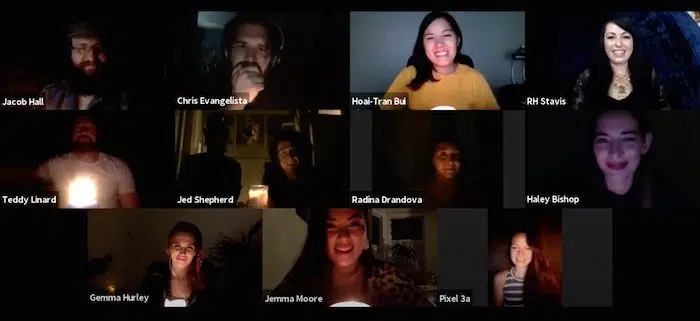 Jacob Hall
Chris Evangelista
Hoai-Tran Bui
RH Stavis
Teddy Linard
Jed Shepherd
Radina Drandova
Haley Bishop
Gemma Hurley
Jemma Moore
Pixel 3a